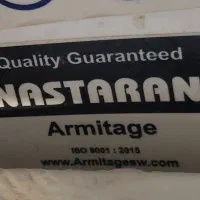 Quality Guaranteed
NASTARAN
Armitage
ISO 9001 : 2015
www.Armitagesw.com